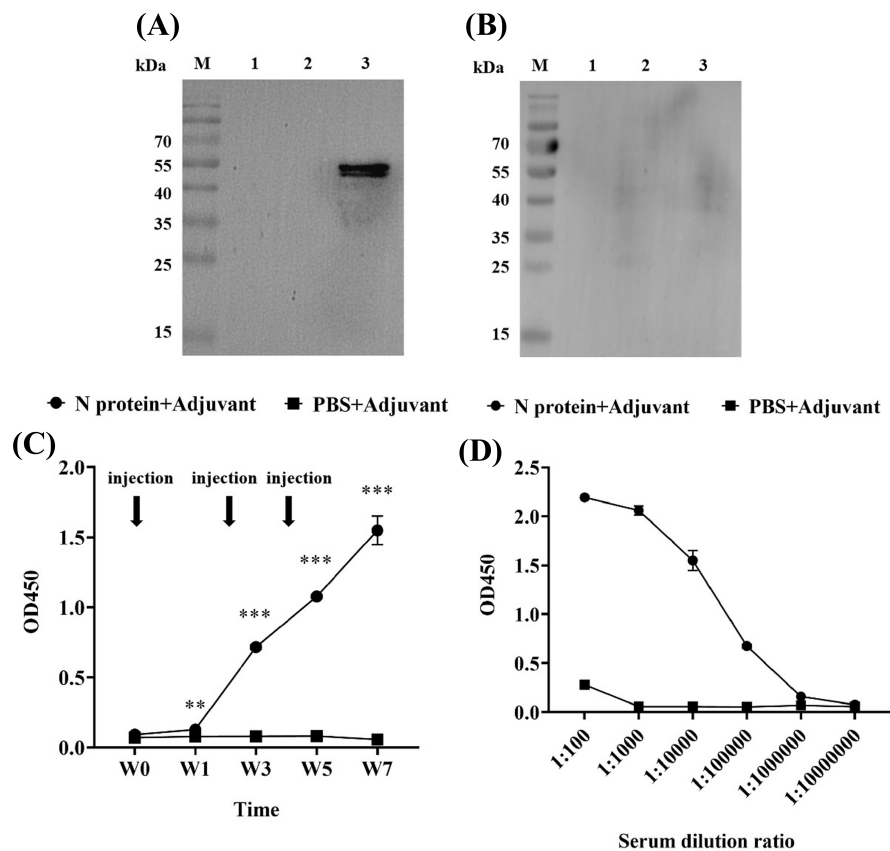 (A)
kDa M 1 2 3
70
55
40
35
25
15
(B)
kDa M 1 2 3
70
55
40
35
25
15
N protein+Adjuvant PBS+Adjuvant
N protein+Adjuvant PBS+Adjuvant
(C)
injection injection injection
**
***
***
***
OD450
2.0
1.5
1.0
0.5
0.0
W0 W1 W3 W5 W7
Time
(D)
OD450
2.5
2.0
1.5
1.0
0.5
0.0
1:100
1:1000
1:10000
1:100000
1:1000000
1:10000000
Serum dilution ratio